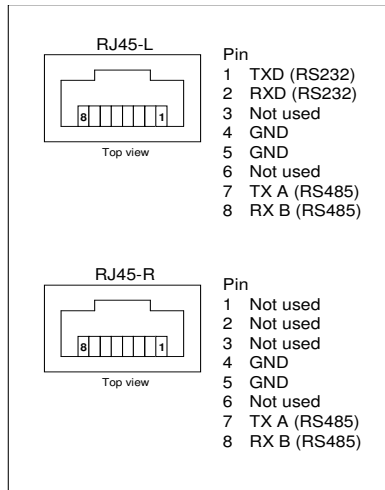 RJ45-L
8 1
Top view
Pin
1 TXD (RS232)
2 RXD (RS232)
3 Not used
4 GND
5 GND
6 Not used
7 TX A (RS485)
8 RX B (RS485)
RJ45-R
8 1
Top view
Pin
1 Not used
2 Not used
3 Not used
4 GND
5 GND
6 Not used
7 TX A (RS485)
8 RX B (RS485)